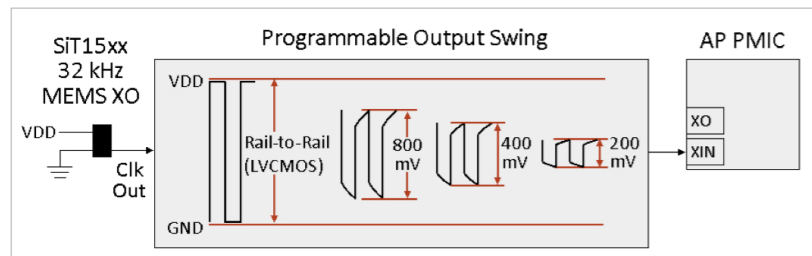 Programmable Output Swing
SiT15xx
32 kHz
MEMS XO
VDD
Clk
Out
VDD
Rail-to-Rail
(LVCMOS)
GND
800
mV
400
mV
200
mV
AP PMIC
XO
XIN